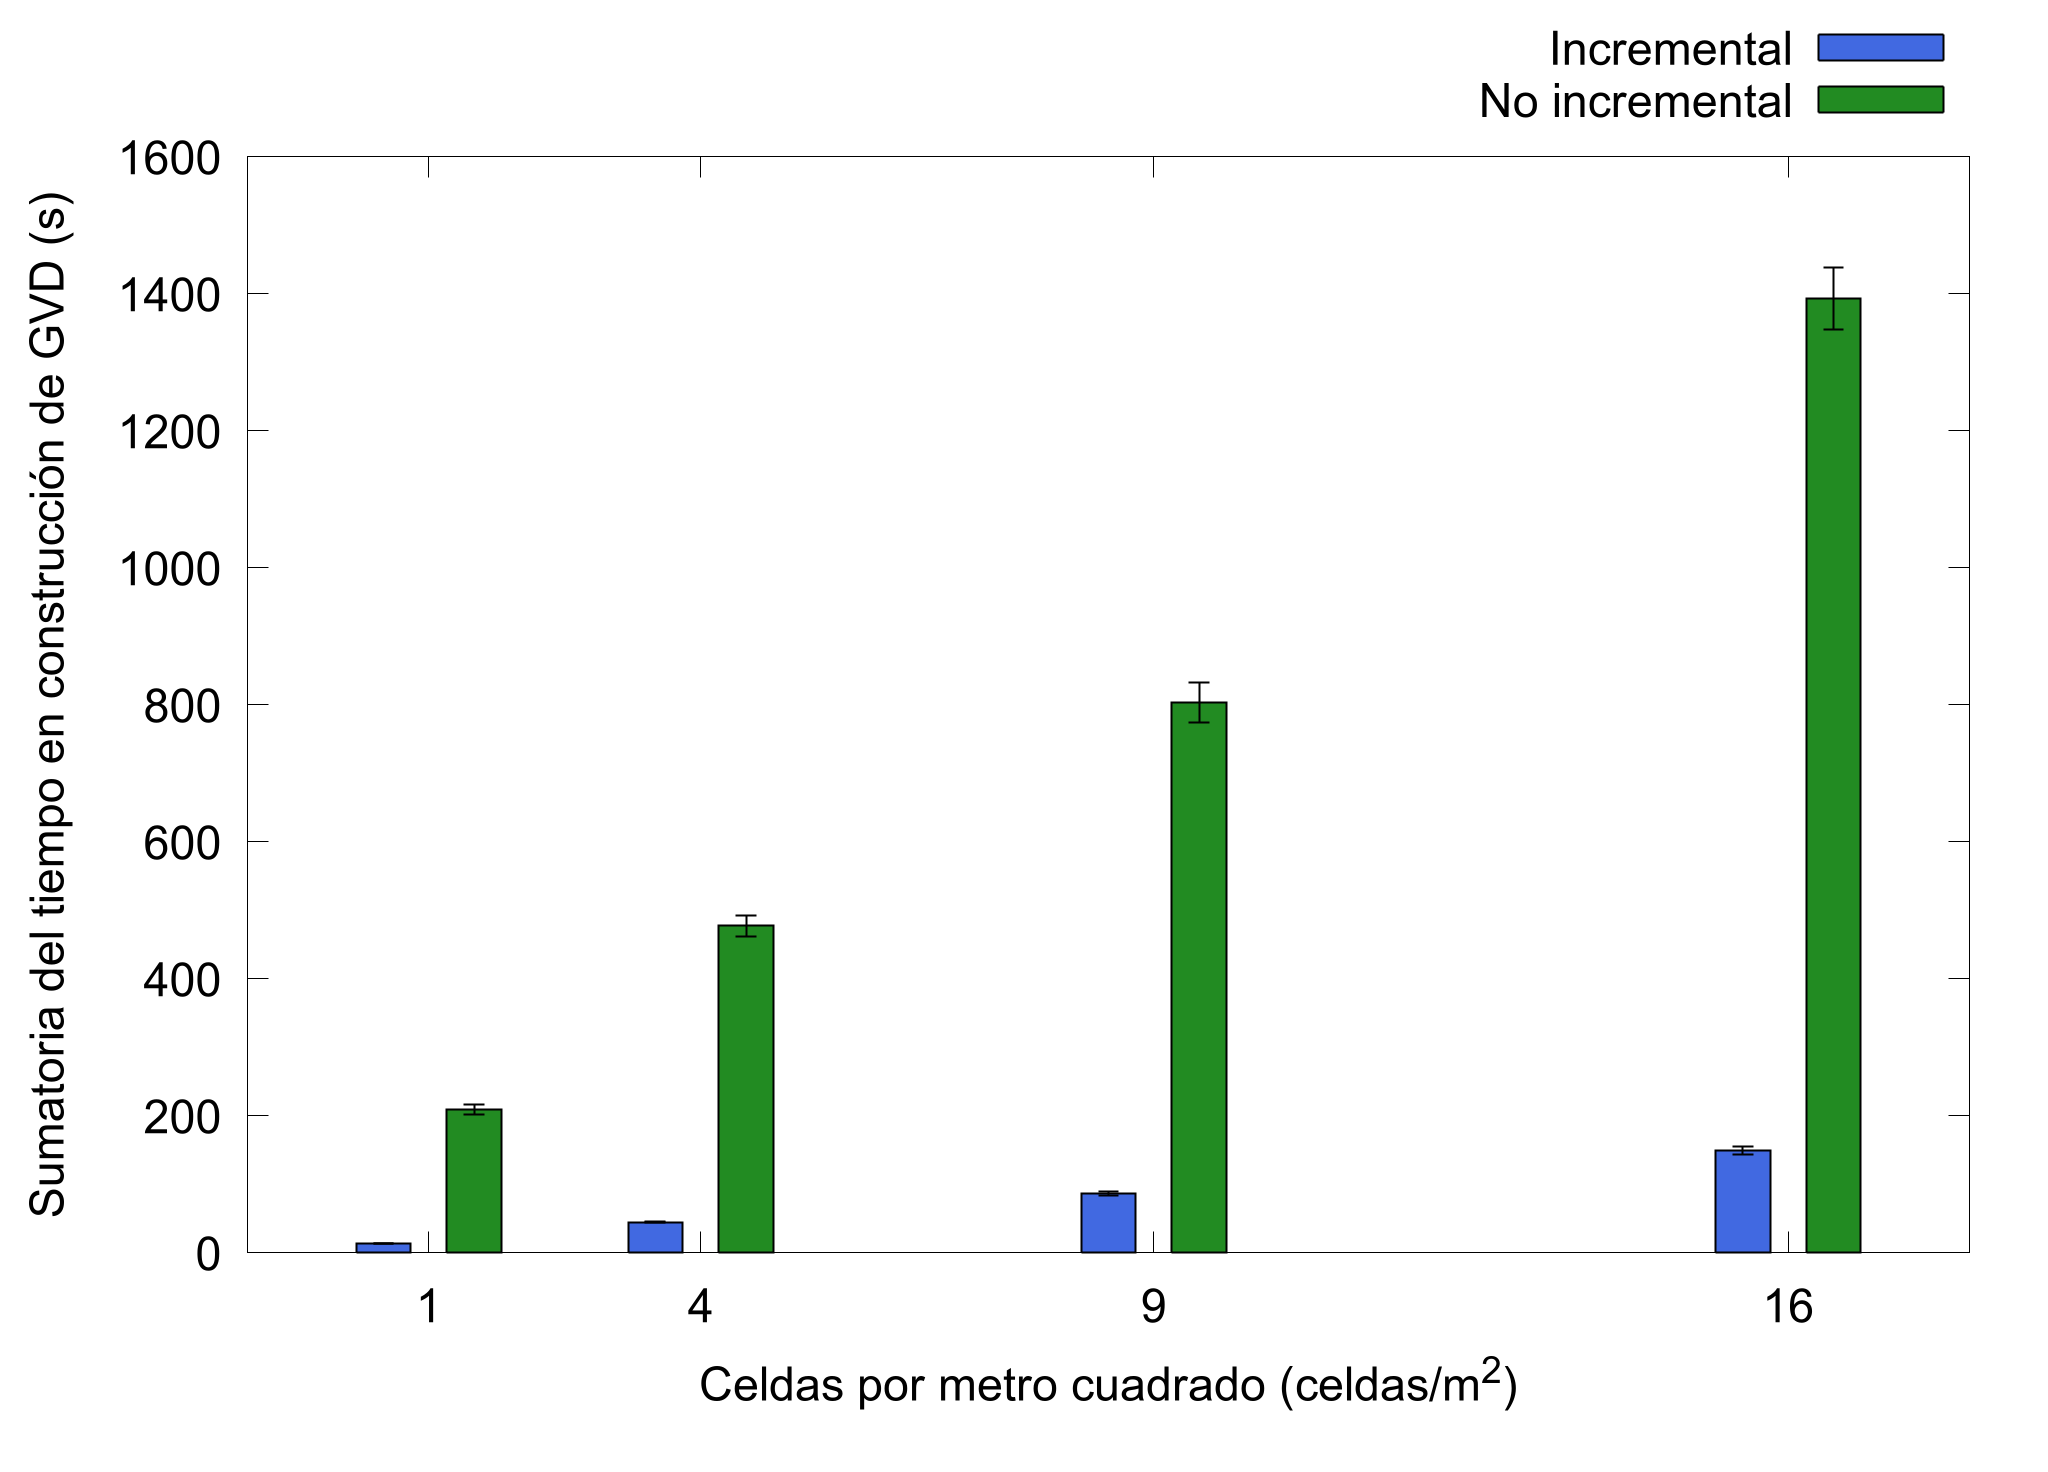 Incremental
No incremental
1600
1400
1200
1000
800
600
400
200
0
Sumatoria del tiempo en construcción de GVD (s)
1 4 9 16
Celdas por metro cuadrado (celdas/m²)